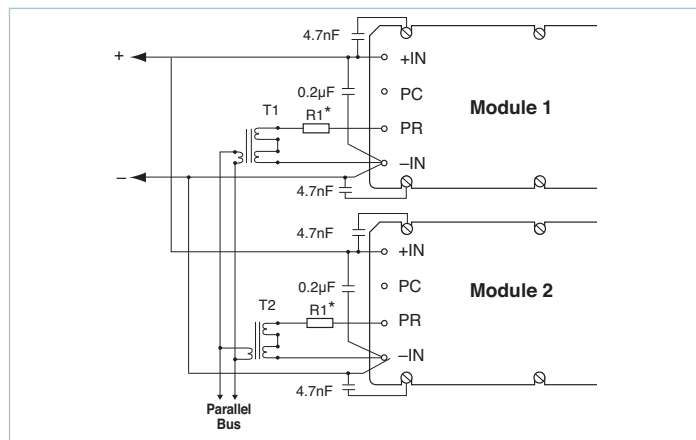 4.7nF
+
+IN
0.2µF
PC
Module 1
T1
R1*
PR
–
–IN
4.7nF
4.7nF
+IN
0.2µF
PC
Module 2
T2
R1*
PR
–IN
4.7nF
Parallel
Bus